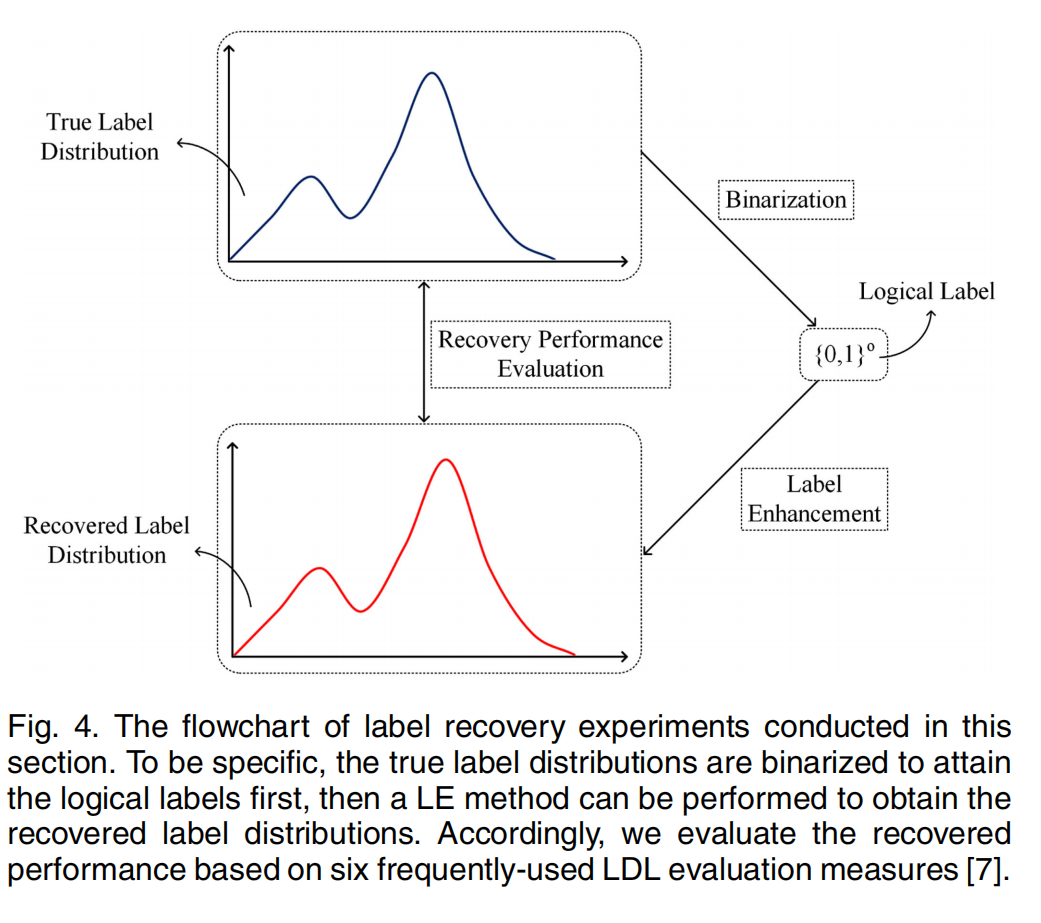 True Label
Distribution
Binarization
Logical Label
{0,1}º
Recovery Performance
Evaluation
Label
Enhancement
Recovered Label
Distribution
Fig. 4. The flowchart of label recovery experiments conducted in this
section. To be specific, the true label distributions are binarized to attain
the logical labels first, then a LE method can be performed to obtain the
recovered label distributions. Accordingly, we evaluate the recovered
performance based on six frequently-used LDL evaluation measures [7].